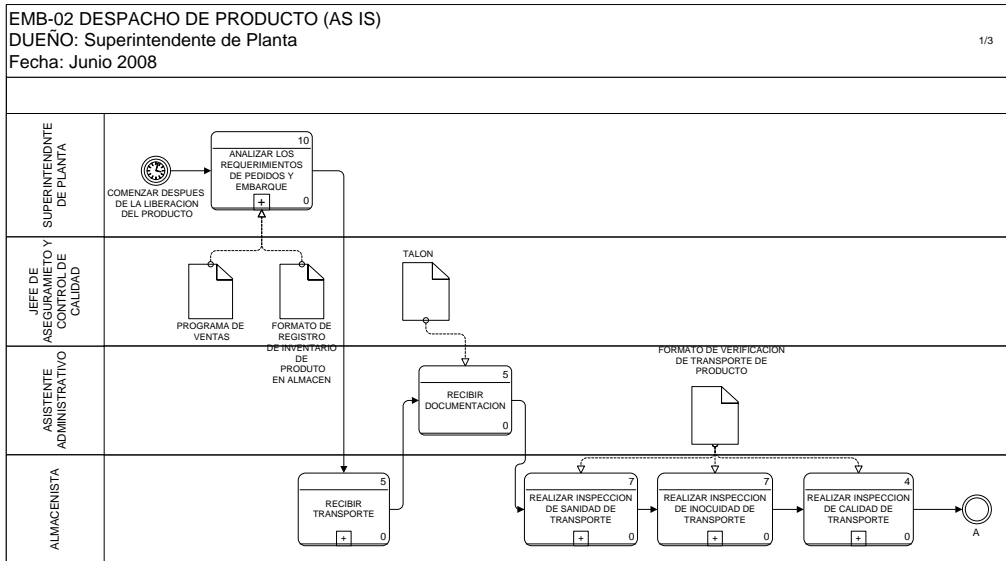 EMB-02 DESPACHO DE PRODUCTO (AS IS)
DUEÑO: Superintendente de Planta
Fecha: Junio 2008
1/3
SUPERINTENDNTE
DE PLANTA
COMENZAR DESPUES
DE LA LIBERACION
DEL PRODUCTO
10
ANALIZAR LOS
REQUERIMIENTOS
DE PEDIDOS Y
EMBARQUE
+
0
JEFE DE
ASEGURAMIETO Y
CONTROL DE
CALIDAD
PROGRAMA DE
VENTAS
FORMATO DE
REGISTRO
DE INVENTARIO
DE
PRODUTO
EN ALMACEN
TALON
ASISTENTE
ADMINISTRATIVO
5
RECIBIR
DOCUMENTACION
0
FORMATO DE VERIFICACION
DE TRANSPORTE DE
PRODUCTO
ALMACENISTA
5
RECIBIR
TRANSPORTE
+
0
7
REALIZAR INSPECCION
DE SANIDAD DE
TRANSPORTE
+
0
7
REALIZAR INSPECCION
DE INOCUIDAD DE
TRANSPORTE
+
0
4
REALIZAR INSPECCION
DE CALIDAD DE
TRANSPORTE
+
0
A